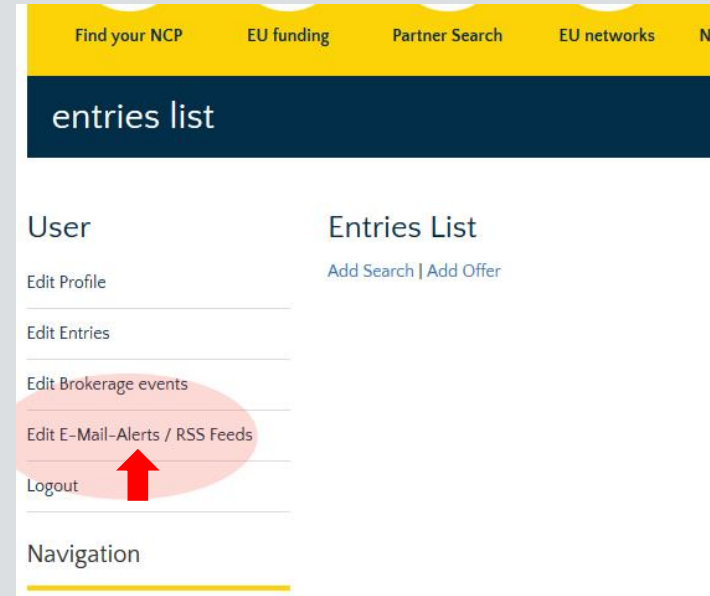 Find your NCP EU funding Partner Search EU networks N
entries list
User
Edit Profile
Edit Entries
Edit Brokerage events
Edit E-Mail-Alerts / RSS Feeds
Logout
Navigation
Entries List
Add Search | Add Offer